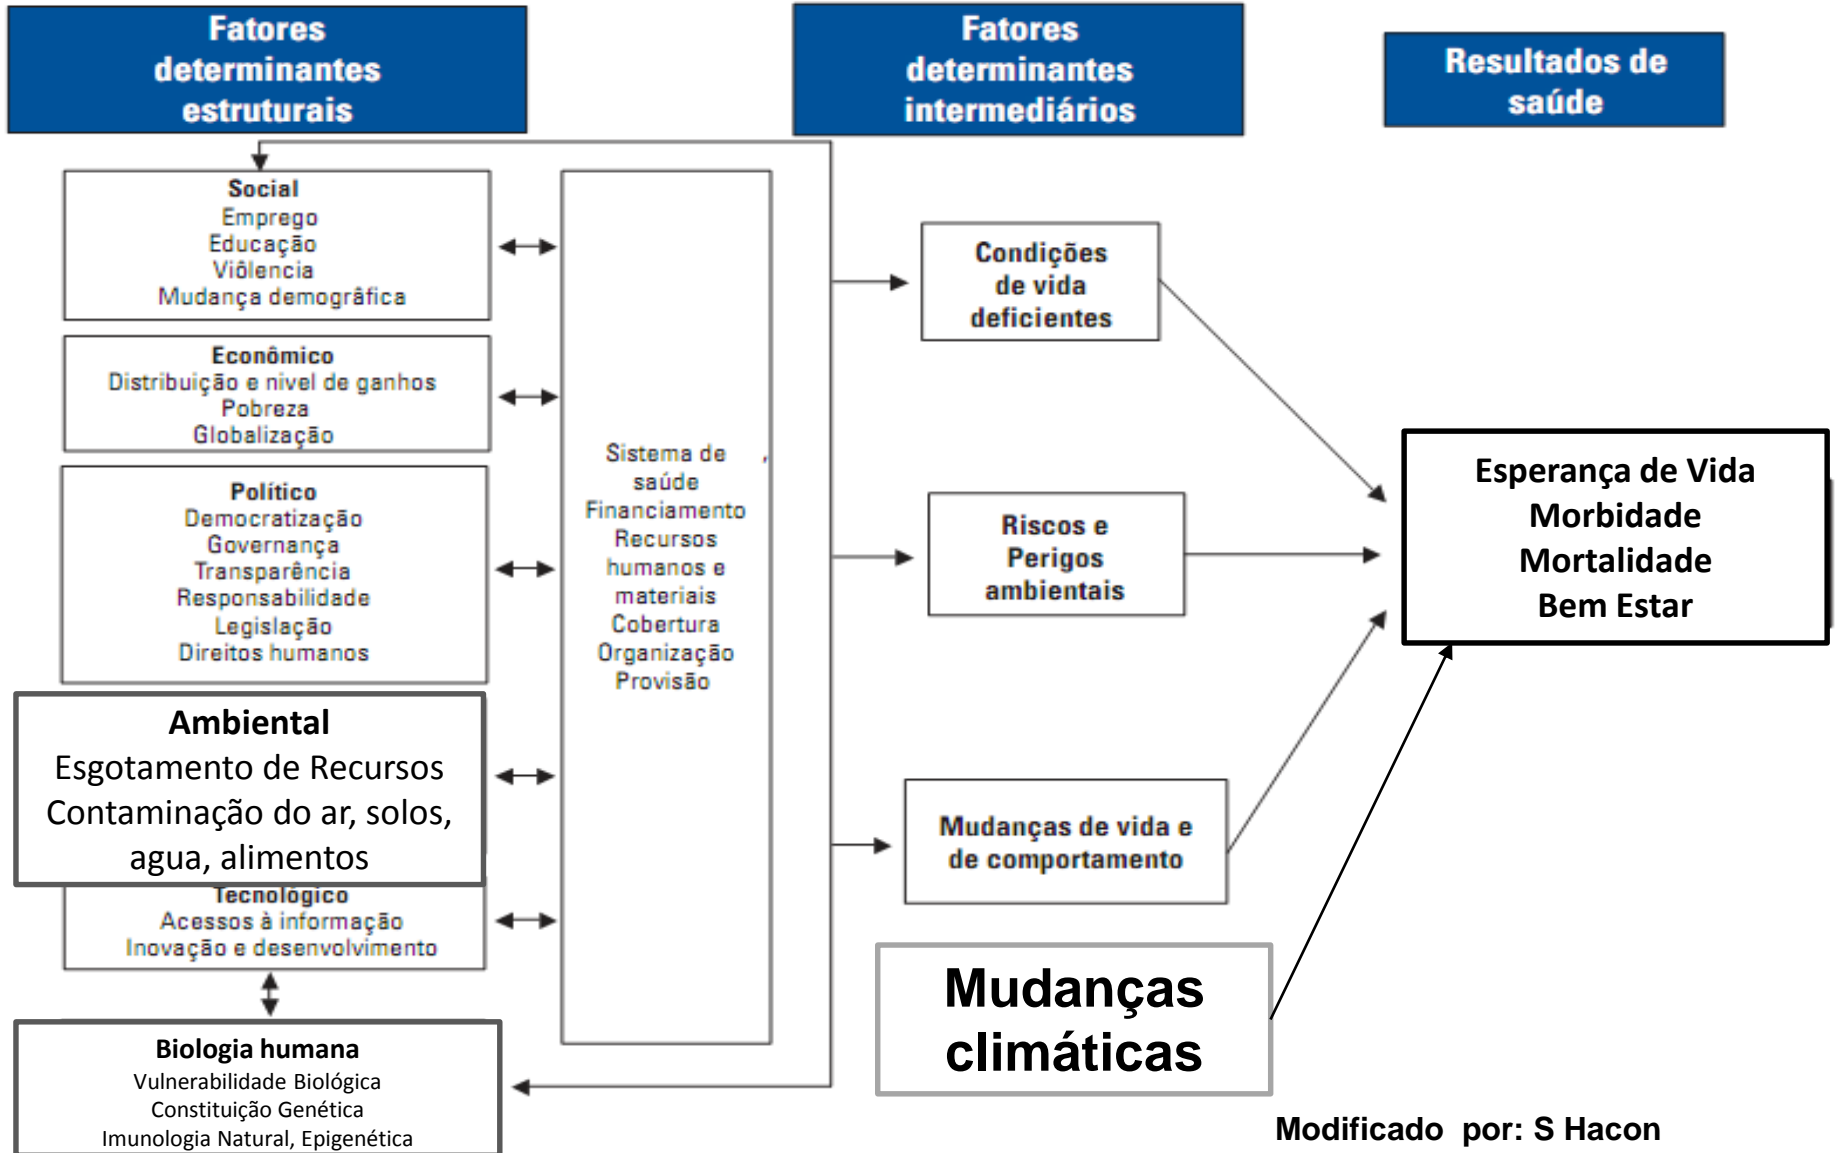 Fatores
determinantes
estruturais
Fatores
determinantes
intermediários
Resultados de
saúde
Social
Emprego
Educação
Viôlencia
Mudança demogrâfica
Econômico
Distribuição e nivel de ganhos
Pobreza
Globalização
Político
Democratização
Governança
Transparência
Responsabilidade
Legislação
Direitos humanos
Ambiental
Esgotamento de Recursos
Contaminação do ar, solos,
agua, alimentos
Tecnológico
Acessos à informação
Inovação e desenvolvimento
Biologia humana
Vulnerabilidade Biológica
Constituição Genética
Imunologia Natural, Epigenética
Sistema de ,
saúde
Financiamento
Recursos
humanos e
materiais
Cobertura
Organização
Provisão
Condições
de vida
deficientes
Riscos e
Perigos
ambientais
Mudanças de vida e
de comportamento
Mudanças
climáticas
Esperança de Vida
Morbidade
Mortalidade
Bem Estar
Modificado por: S Hacon